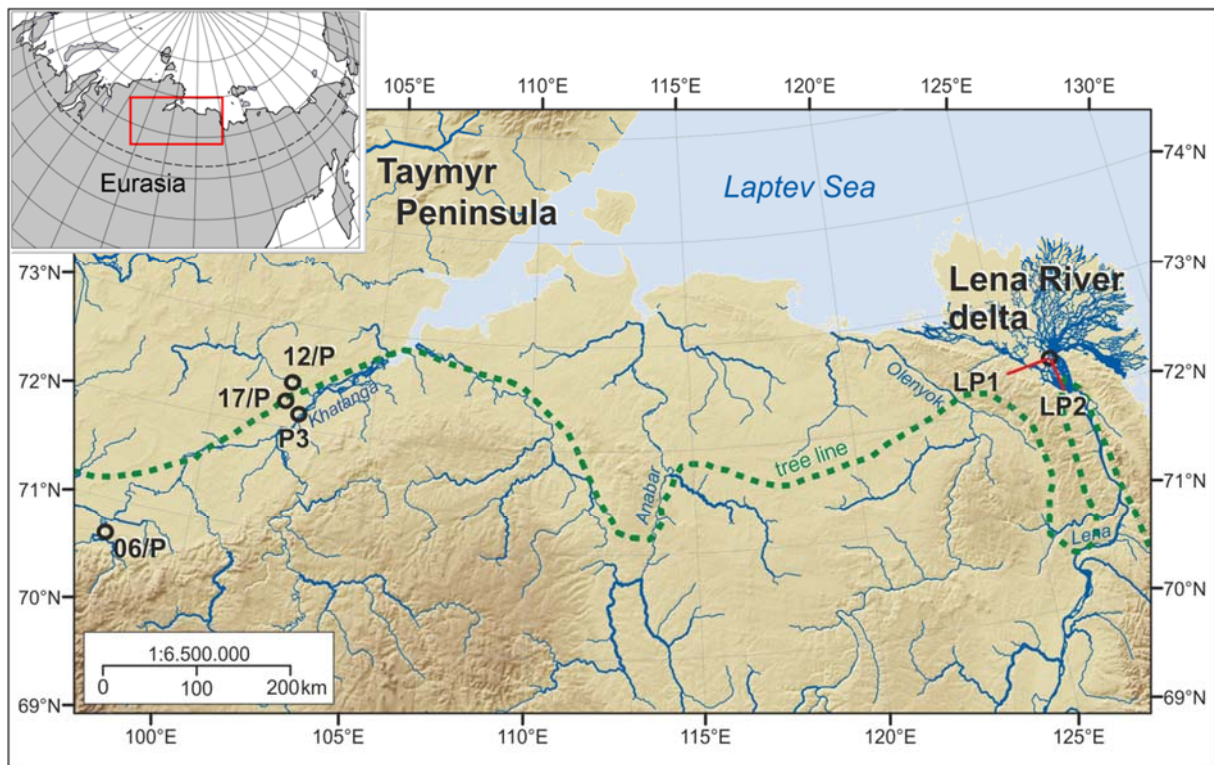 Eurasia
105°E
110°E
115°E
120°E
125°E
130°E
Taymyr
Peninsula
Laptev Sea
74°N
73°N
73°N
Lena River
delta
72°N
72°N
12/P
17/P
P3
Khatanga
Olenyok
LP1
LP2
tree line
71°N
71°N
Anabar
Lena
06/P
70°N
70°N
1:6.500.000
0 100 200 km
69°N
69°N
100°E
105°E
110°E
115°E
120°E
125°E